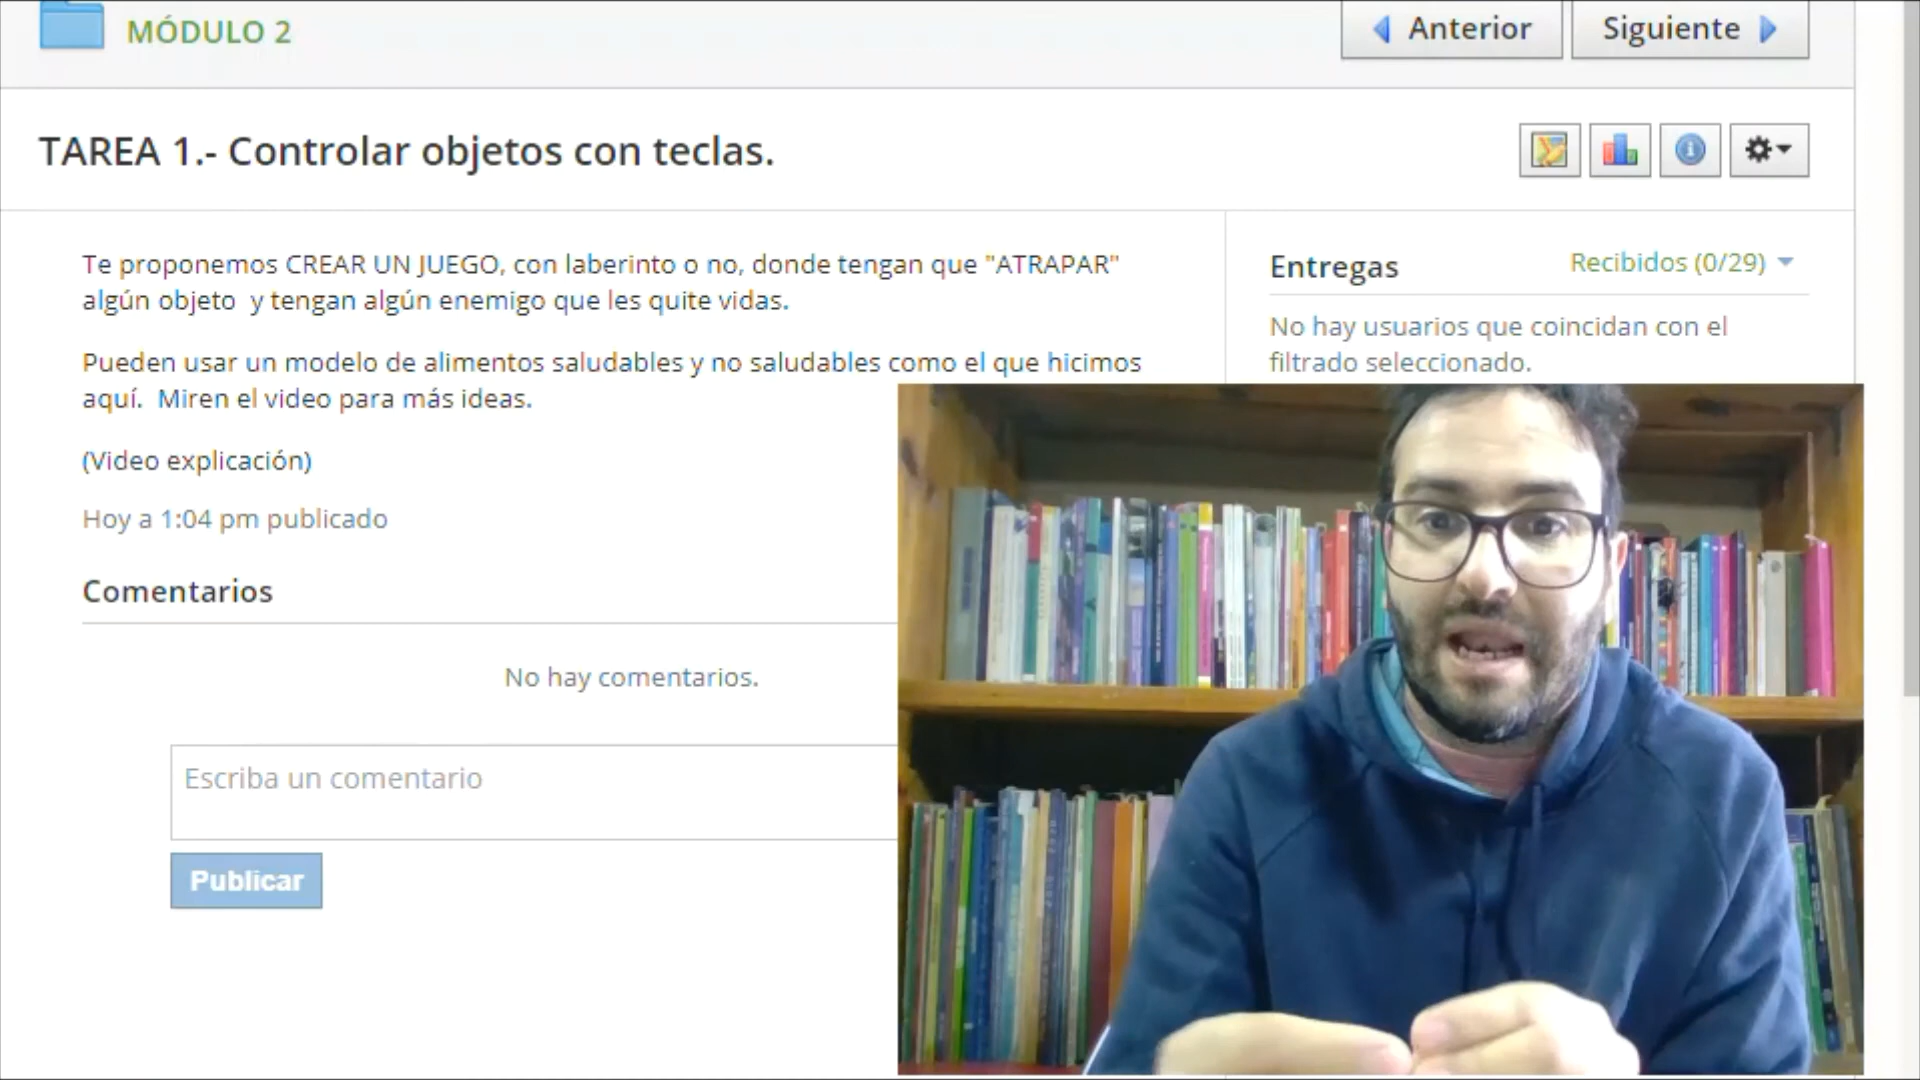 MÓDULO 2
Anterior
Siguiente
TAREA 1.- Controlar objetos con teclas.
Te proponemos CREAR UN JUEGO, con laberinto o no, donde tengan que "ATRAPAR"
algún objeto  y tengan algún enemigo que les quite vidas.
Pueden usar un modelo de alimentos saludables y no saludables como el que hicimos
aquí.  Miren el video para más ideas.
(Video explicación)
Hoy a 1:04 pm publicado
Comentarios
No hay comentarios.
Escriba un comentario
Publicar
Entregas
Recibidos (0/29)
No hay usuarios que coincidan con el
filtrado seleccionado.